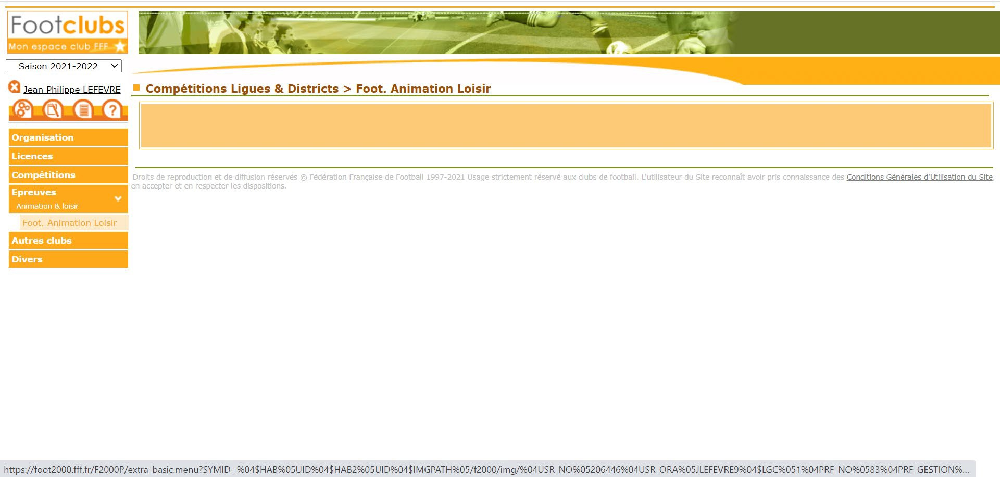 Footclubs
Mon espace club FFF
Saison 2021-2022
Jean Philippe LEFEVRE
?
Organisation
Licences
Compétitions
Epreuves
Animation & loisir
Foot. Animation Loisir
Autres clubs
Divers
Compétitions Ligues & Districts > Foot. Animation Loisir
Droits de reproduction et de diffusion réservés © Fédération Française de Football 1997-2021 Usage strictement réservé aux clubs de football. L'utilisateur du Site reconnaît avoir pris connaissance des Conditions Générales d'Utilisation du Site,
en accepter et en respecter les dispositions.
https://foot2000.fff.fr/F2000P/extra_basic.menu?SYMID=%04$HAB%05UID%04$HAB2%05UID%04$IMGPATH%05/f2000/img/%04USR_NO%05206446%04USR_ORA%05JLEFEVRE9%04$LGC%051%04PRF_NO%0583%04PRF_GESTION%...